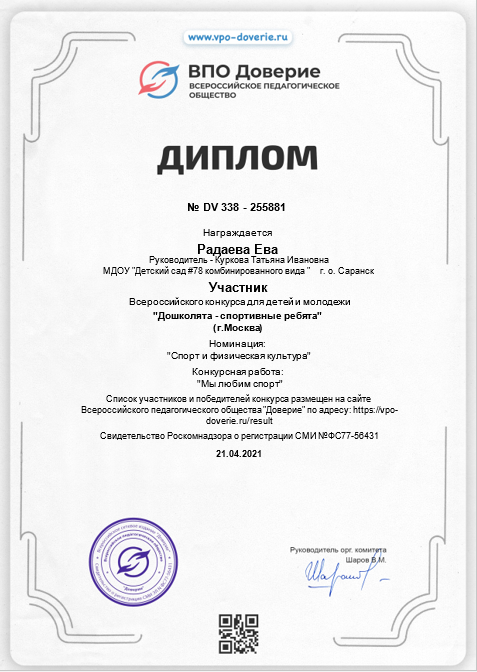 www.vpo-doverie.ru
ВПО Доверие
ВСЕРОССИЙСКОЕ ПЕДАГОГИЧЕСКОЕ
ОБЩЕСТВО
ДИПЛОМ
№ DV 338 - 255881
Награждается
Радаева Ева
Руководитель - Куркова Татьяна Ивановна
МДОУ "Детский сад #78 комбинированного вида " г. о. Саранск
Участник
Всероссийского конкурса для детей и молодежи
"Дошколята - спортивные ребята"
(г.Москва)
Номинация:
"Спорт и физическая культура"
Конкурсная работа:
"Мы любим спорт"
Список участников и победителей конкурса размещен на сайте
Всероссийского педагогического общества "Доверие" по адресу: https://vpo-
doverie.ru/result
Свидетельство Роскомнадзора о регистрации СМИ №ФС77-56431
21.04.2021
Руководитель орг. комитета
Шаров В.М.
"Доверие"